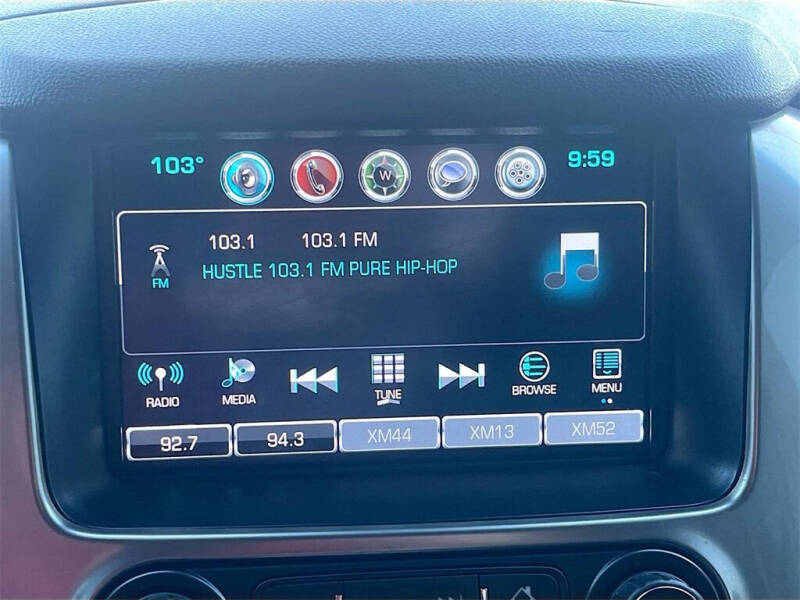 103° W 9:59
103.1 103.1 FM
HUSTLE 103.1 FM PURE HIP-HOP
FM
RADIO MEDIA TUNE BROWSE MENU
92.7 94.3 XM44 XM13 XM52